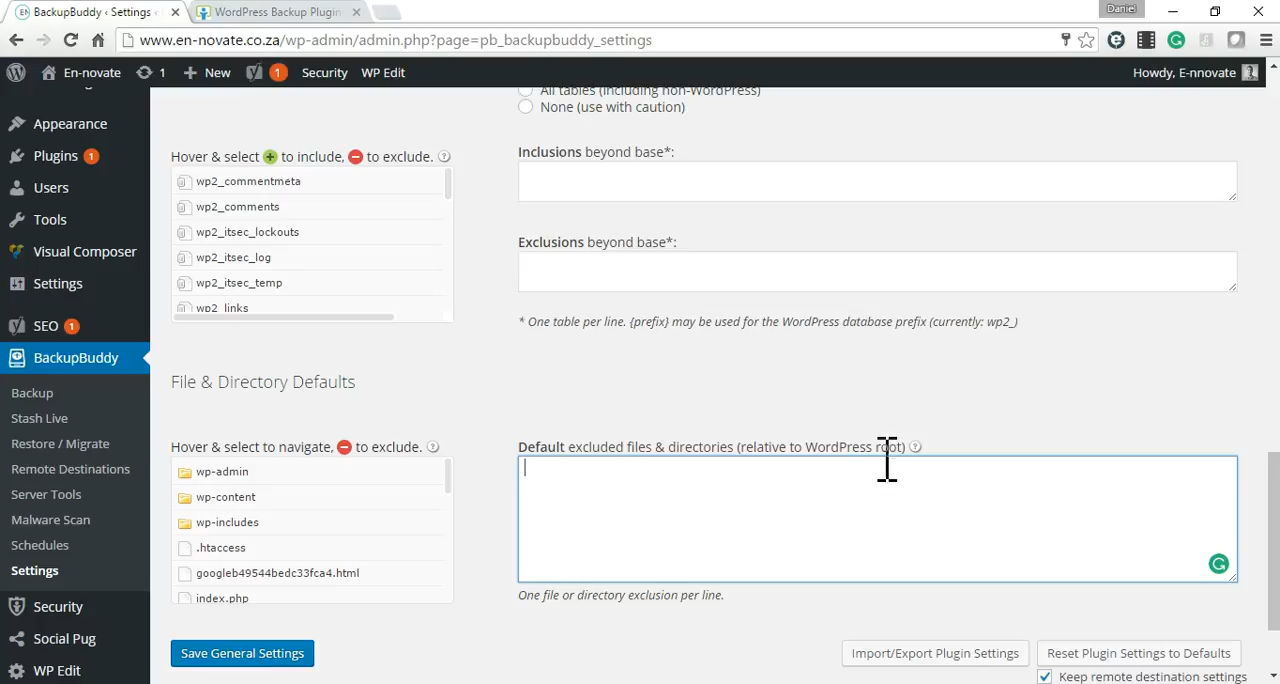 BackupBuddy ‹ Settings ‹
WordPress Backup Plugin
Daniel
www.en-novate.co.za/wp-admin/admin.php?page=pb_backupbuddy_settings
En-novate 1 New 1 Security WP Edit Howdy, E-nnovate
All tables (including non-WordPress)
None (use with caution)
Appearance
Plugins 1
Users
Tools
Visual Composer
Settings
SEO 1
BackupBuddy
Backup
Stash Live
Restore / Migrate
Remote Destinations
Server Tools
Malware Scan
Schedules
Settings
Security
Social Pug
WP Edit
Hover & select + to include, − to exclude. ?
wp2_commentmeta
wp2_comments
wp2_itsec_lockouts
wp2_itsec_log
wp2_itsec_temp
wp2_links
Inclusions beyond base*:
Exclusions beyond base*:
* One table per line. {prefix} may be used for the WordPress database prefix (currently: wp2_)
File & Directory Defaults
Hover & select to navigate, − to exclude. ?
wp-admin
wp-content
wp-includes
.htaccess
googleb49544bedc33fca4.html
index.php
Default excluded files & directories (relative to WordPress root) ?
One file or directory exclusion per line.
Save General Settings
Import/Export Plugin Settings
Reset Plugin Settings to Defaults
Keep remote destination settings